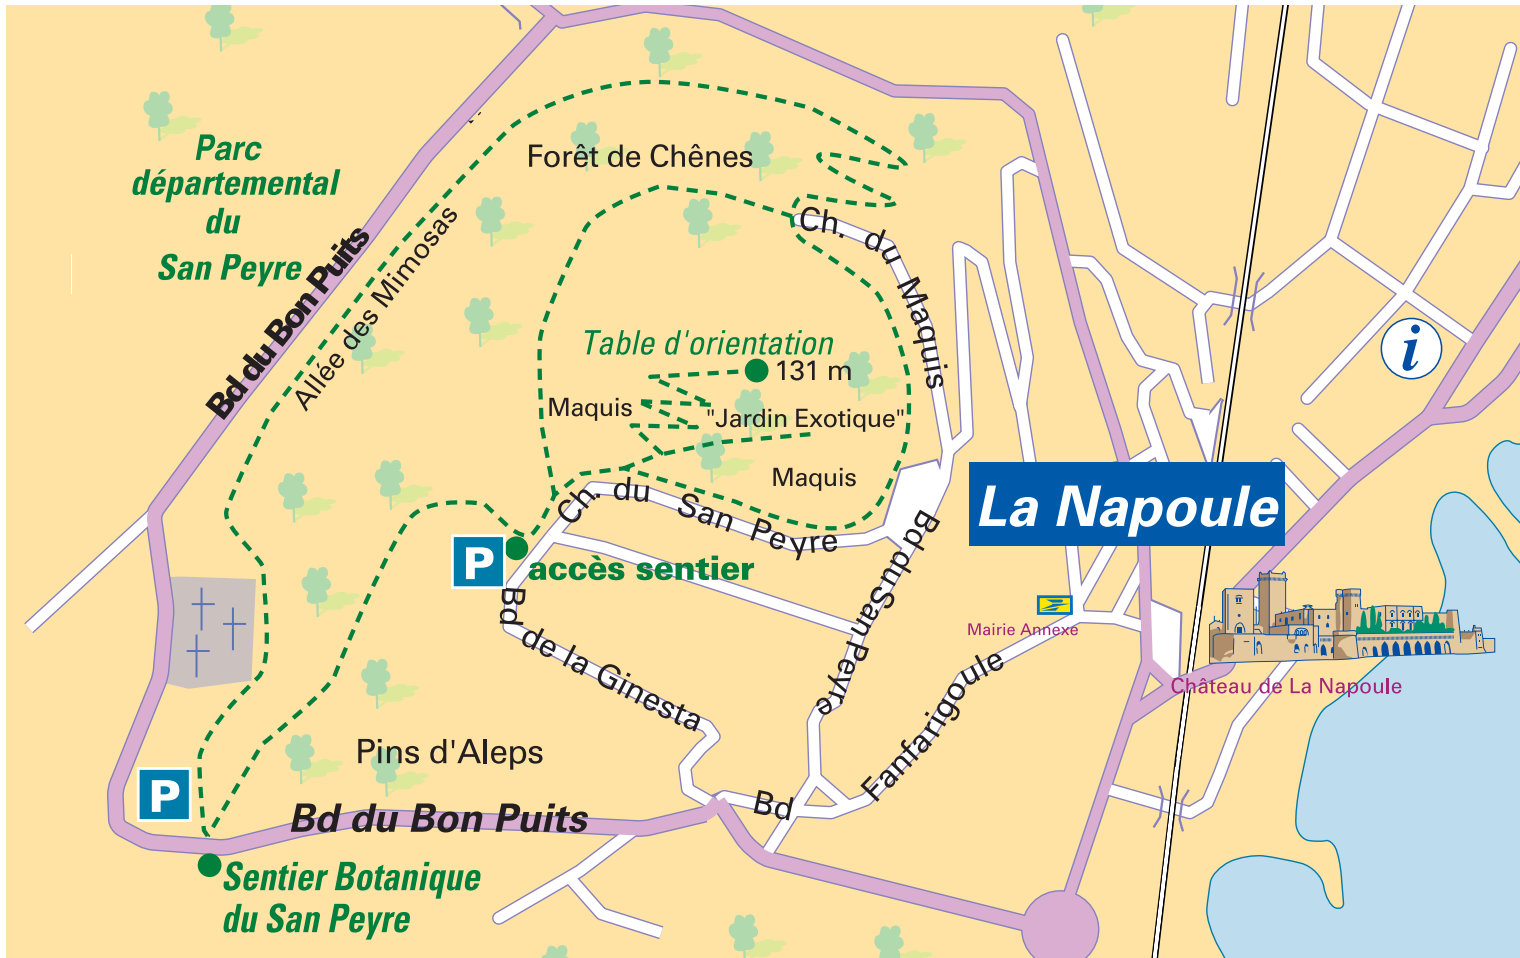 Parc
départemental
du
San Peyre
Forêt de Chênes
Bd du Bon Puits
Allée des Mimosas
Ch. du Maquis
Table d'orientation
131 m
Maquis
"Jardin Exotique"
Maquis
i
Ch. du San Peyre
La Napoule
P
accès sentier
Bd du San Peyre
Bd de la Ginesta
Mairie Annexe
Château de La Napoule
Bd Fanfarigoule
Pins d'Aleps
P
Bd du Bon Puits
Sentier Botanique
du San Peyre